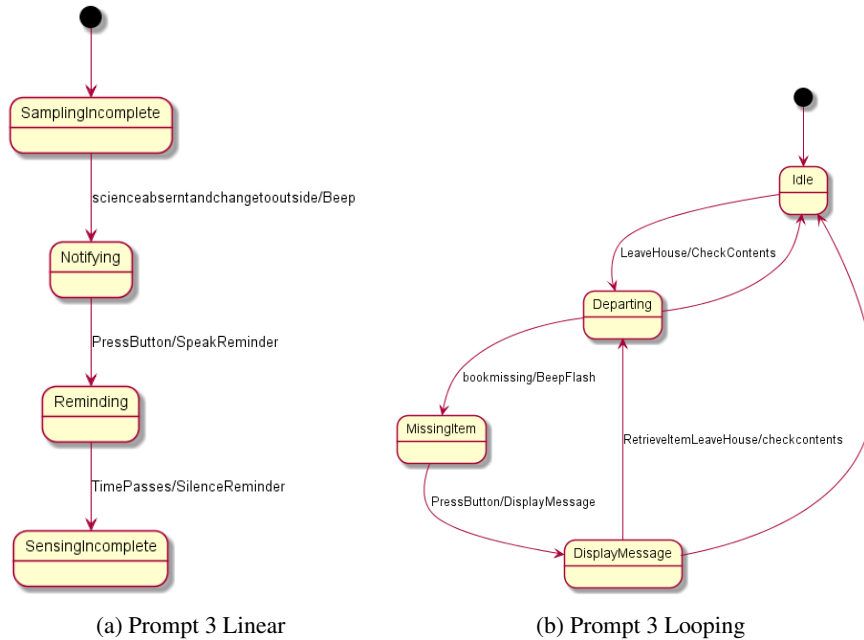 SamplingIncomplete
scienceabserntandchangetooutside/Beep
Notifying
PressButton/SpeakReminder
Reminding
TimePasses/SilenceReminder
SensingIncomplete
(a) Prompt 3 Linear
Idle
LeaveHouse/CheckContents
Departing
bookmissing/BeepFlash
MissingItem
RetrieveItemLeaveHouse/checkcontents
PressButton/DisplayMessage
DisplayMessage
(b) Prompt 3 Looping